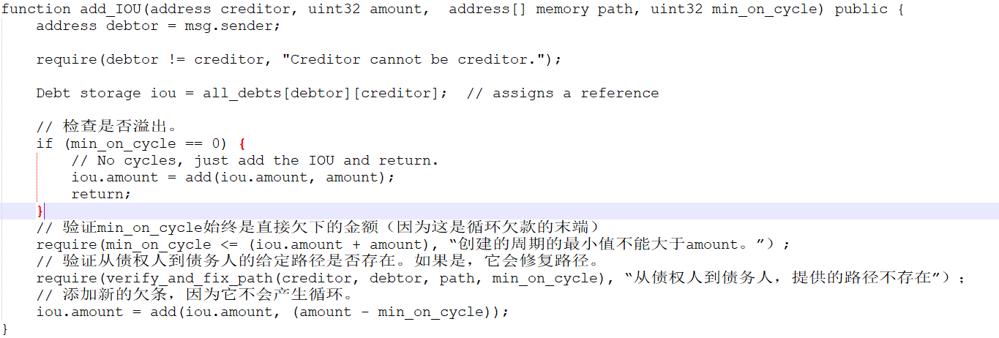 function add_IOU(address creditor, uint32 amount,  address[] memory path, uint32 min_on_cycle) public {
    address debtor = msg.sender;
    require(debtor != creditor, "Creditor cannot be creditor.");
    Debt storage iou = all_debts[debtor][creditor];  // assigns a reference
    // 检查是否溢出。
    if (min_on_cycle == 0) {
        // No cycles, just add the IOU and return.
        iou.amount = add(iou.amount, amount);
        return;
    }
    // 验证min_on_cycle始终是直接欠下的金额（因为这是循环欠款的末端）
    require(min_on_cycle <= (iou.amount + amount), “创建的周期的最小值不能大于amount。”）;
    // 验证从债权人到债务人的给定路径是否存在。如果是，它会修复路径。
    require(verify_and_fix_path(creditor, debtor, path, min_on_cycle), “从债权人到债务人，提供的路径不存在”）;
    // 添加新的欠条，因为它不会产生循环。
    iou.amount = add(iou.amount, (amount - min_on_cycle));
}